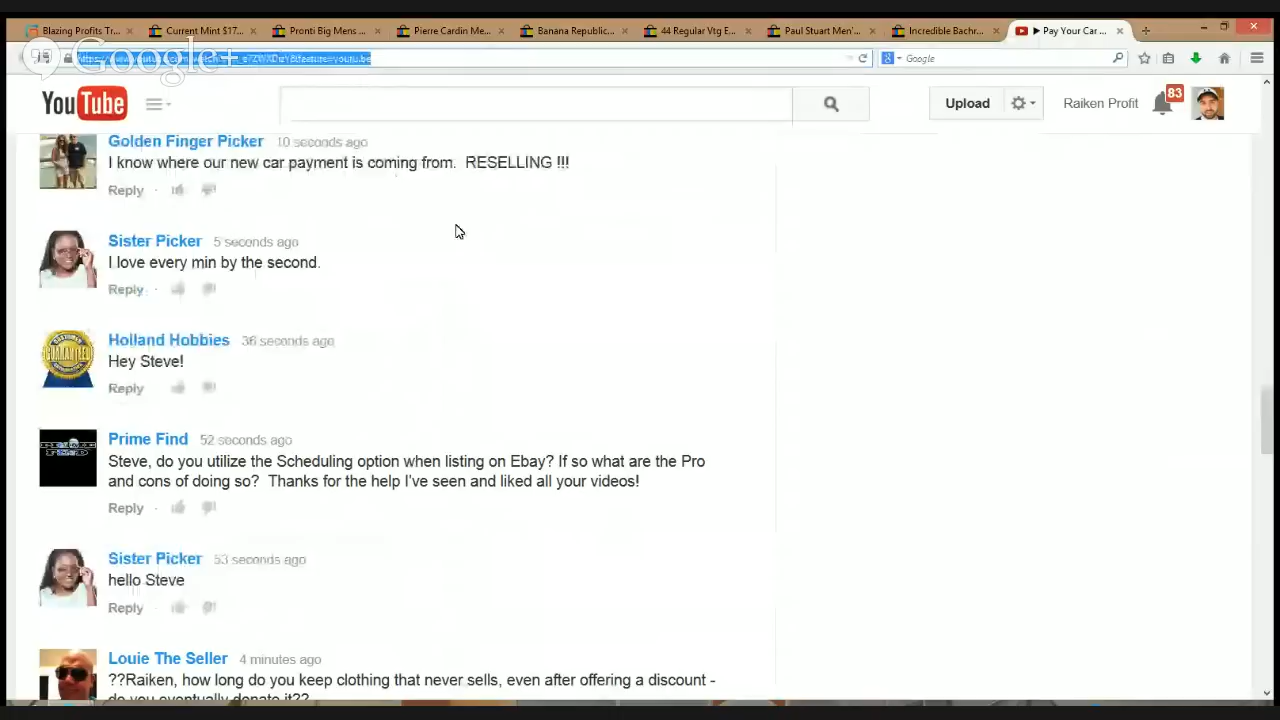 Blazing Profits Tr...
Current Mint $17...
Pronti Big Mens ...
Pierre Cardin Me...
Banana Republic...
44 Regular Vtg E...
Paul Stuart Men'...
Incredible Bachr...
Pay Your Car ...
Google+
Google
YouTube
Upload
Raiken Profit
83
Golden Finger Picker 10 seconds ago
I know where our new car payment is coming from. RESELLING !!!
Reply
Sister Picker 5 seconds ago
I love every min by the second.
Reply
GUARANTEED
Holland Hobbies 36 seconds ago
Hey Steve!
Reply
Prime Find 52 seconds ago
Steve, do you utilize the Scheduling option when listing on Ebay? If so what are the Pro
and cons of doing so? Thanks for the help I've seen and liked all your videos!
Reply
Sister Picker 53 seconds ago
hello Steve
Reply
Louie The Seller 4 minutes ago
??Raiken, how long do you keep clothing that never sells, even after offering a discount -
do you eventually donate it??